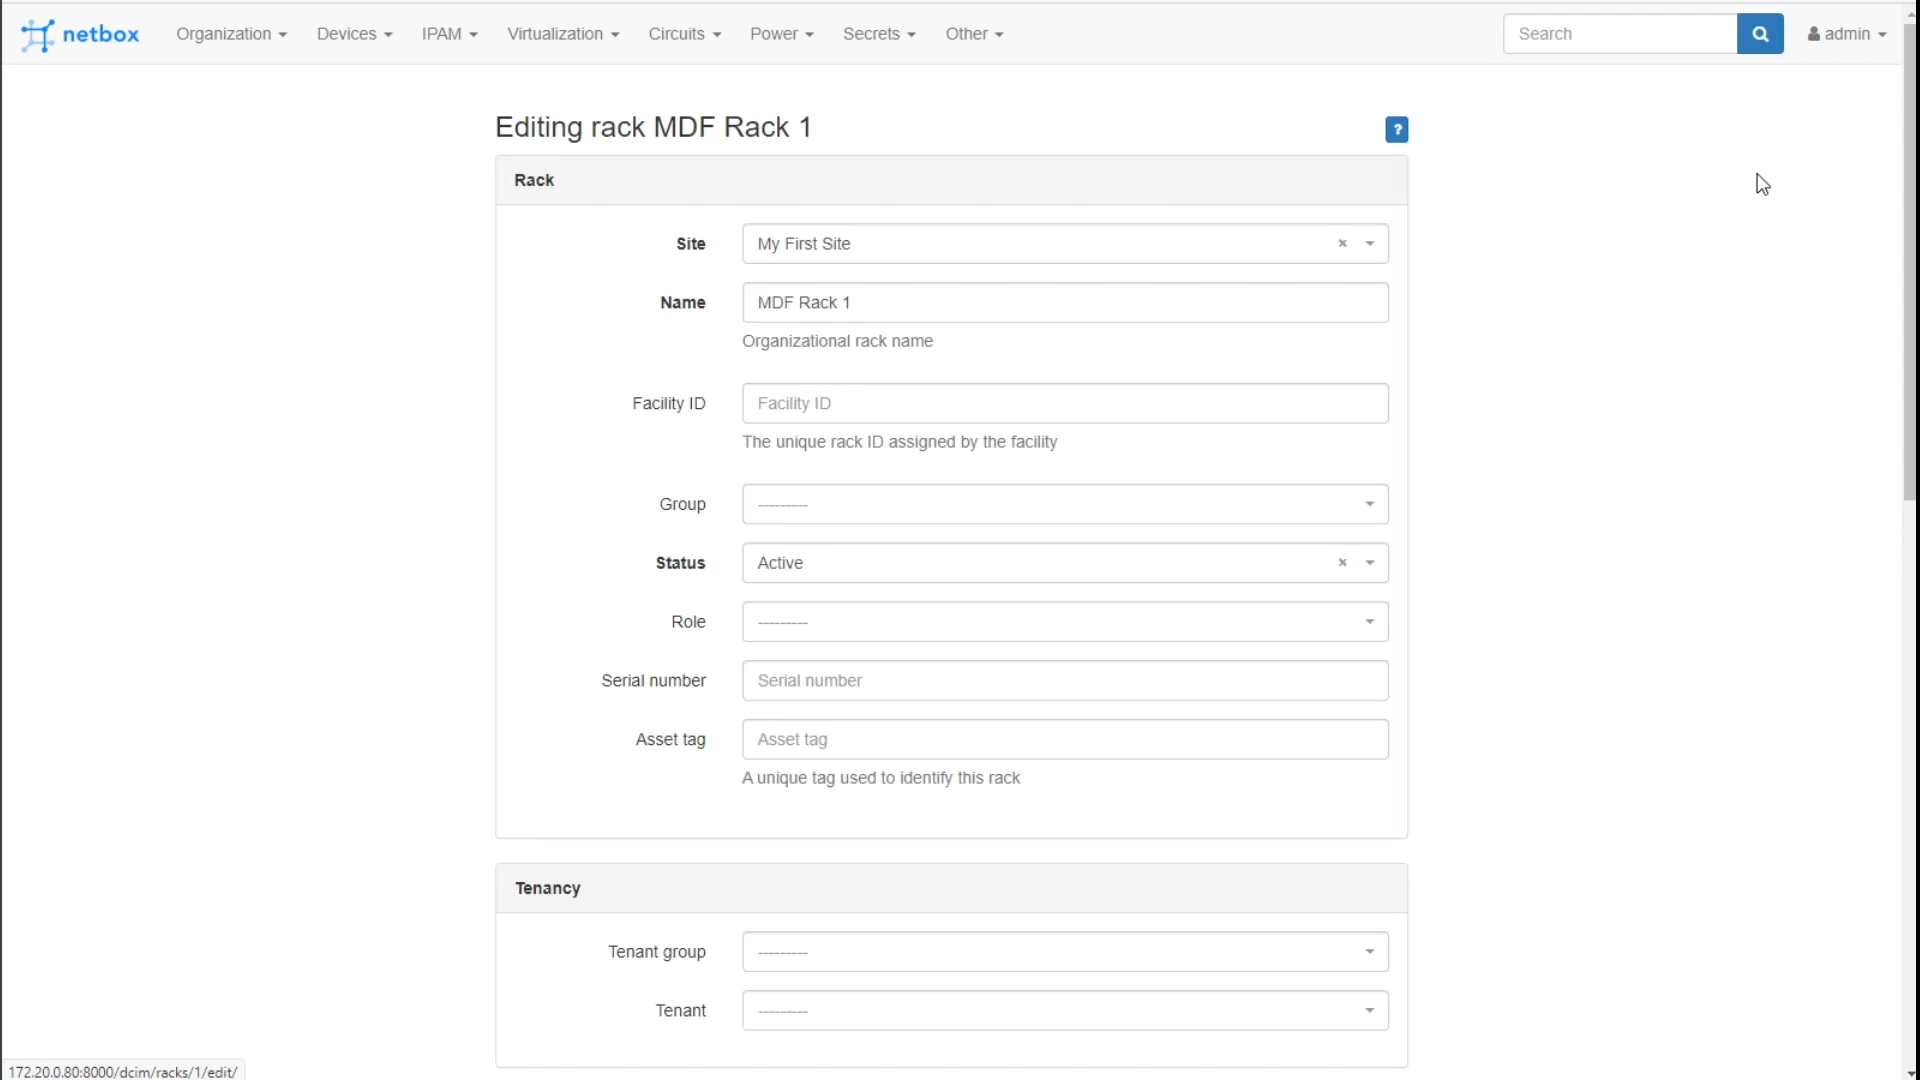 netbox Organization Devices IPAM Virtualization Circuits Power Secrets Other Search admin
Editing rack MDF Rack 1 ?
Rack
Site My First Site × 
Name MDF Rack 1
Organizational rack name
Facility ID Facility ID
The unique rack ID assigned by the facility
Group ---------
Status Active ×
Role ---------
Serial number Serial number
Asset tag Asset tag
A unique tag used to identify this rack
Tenancy
Tenant group ---------
Tenant ---------
172.20.0.80:8000/dcim/racks/1/edit/